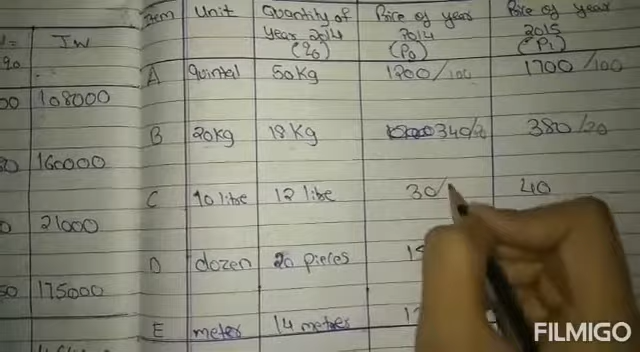 Item Unit Quantity of Price of year Price of year
year 2014 2014 2015
(q0) (P0) (P1)
IW
A quintal 50kg 1200/100 1700/100
108000
B 20kg 18 kg 340/20 380/20
160000
C 10 litre 12 litre 30/ 40
21000
D dozen 20 pieces
175000
E meter 14 meter
FILMIGO